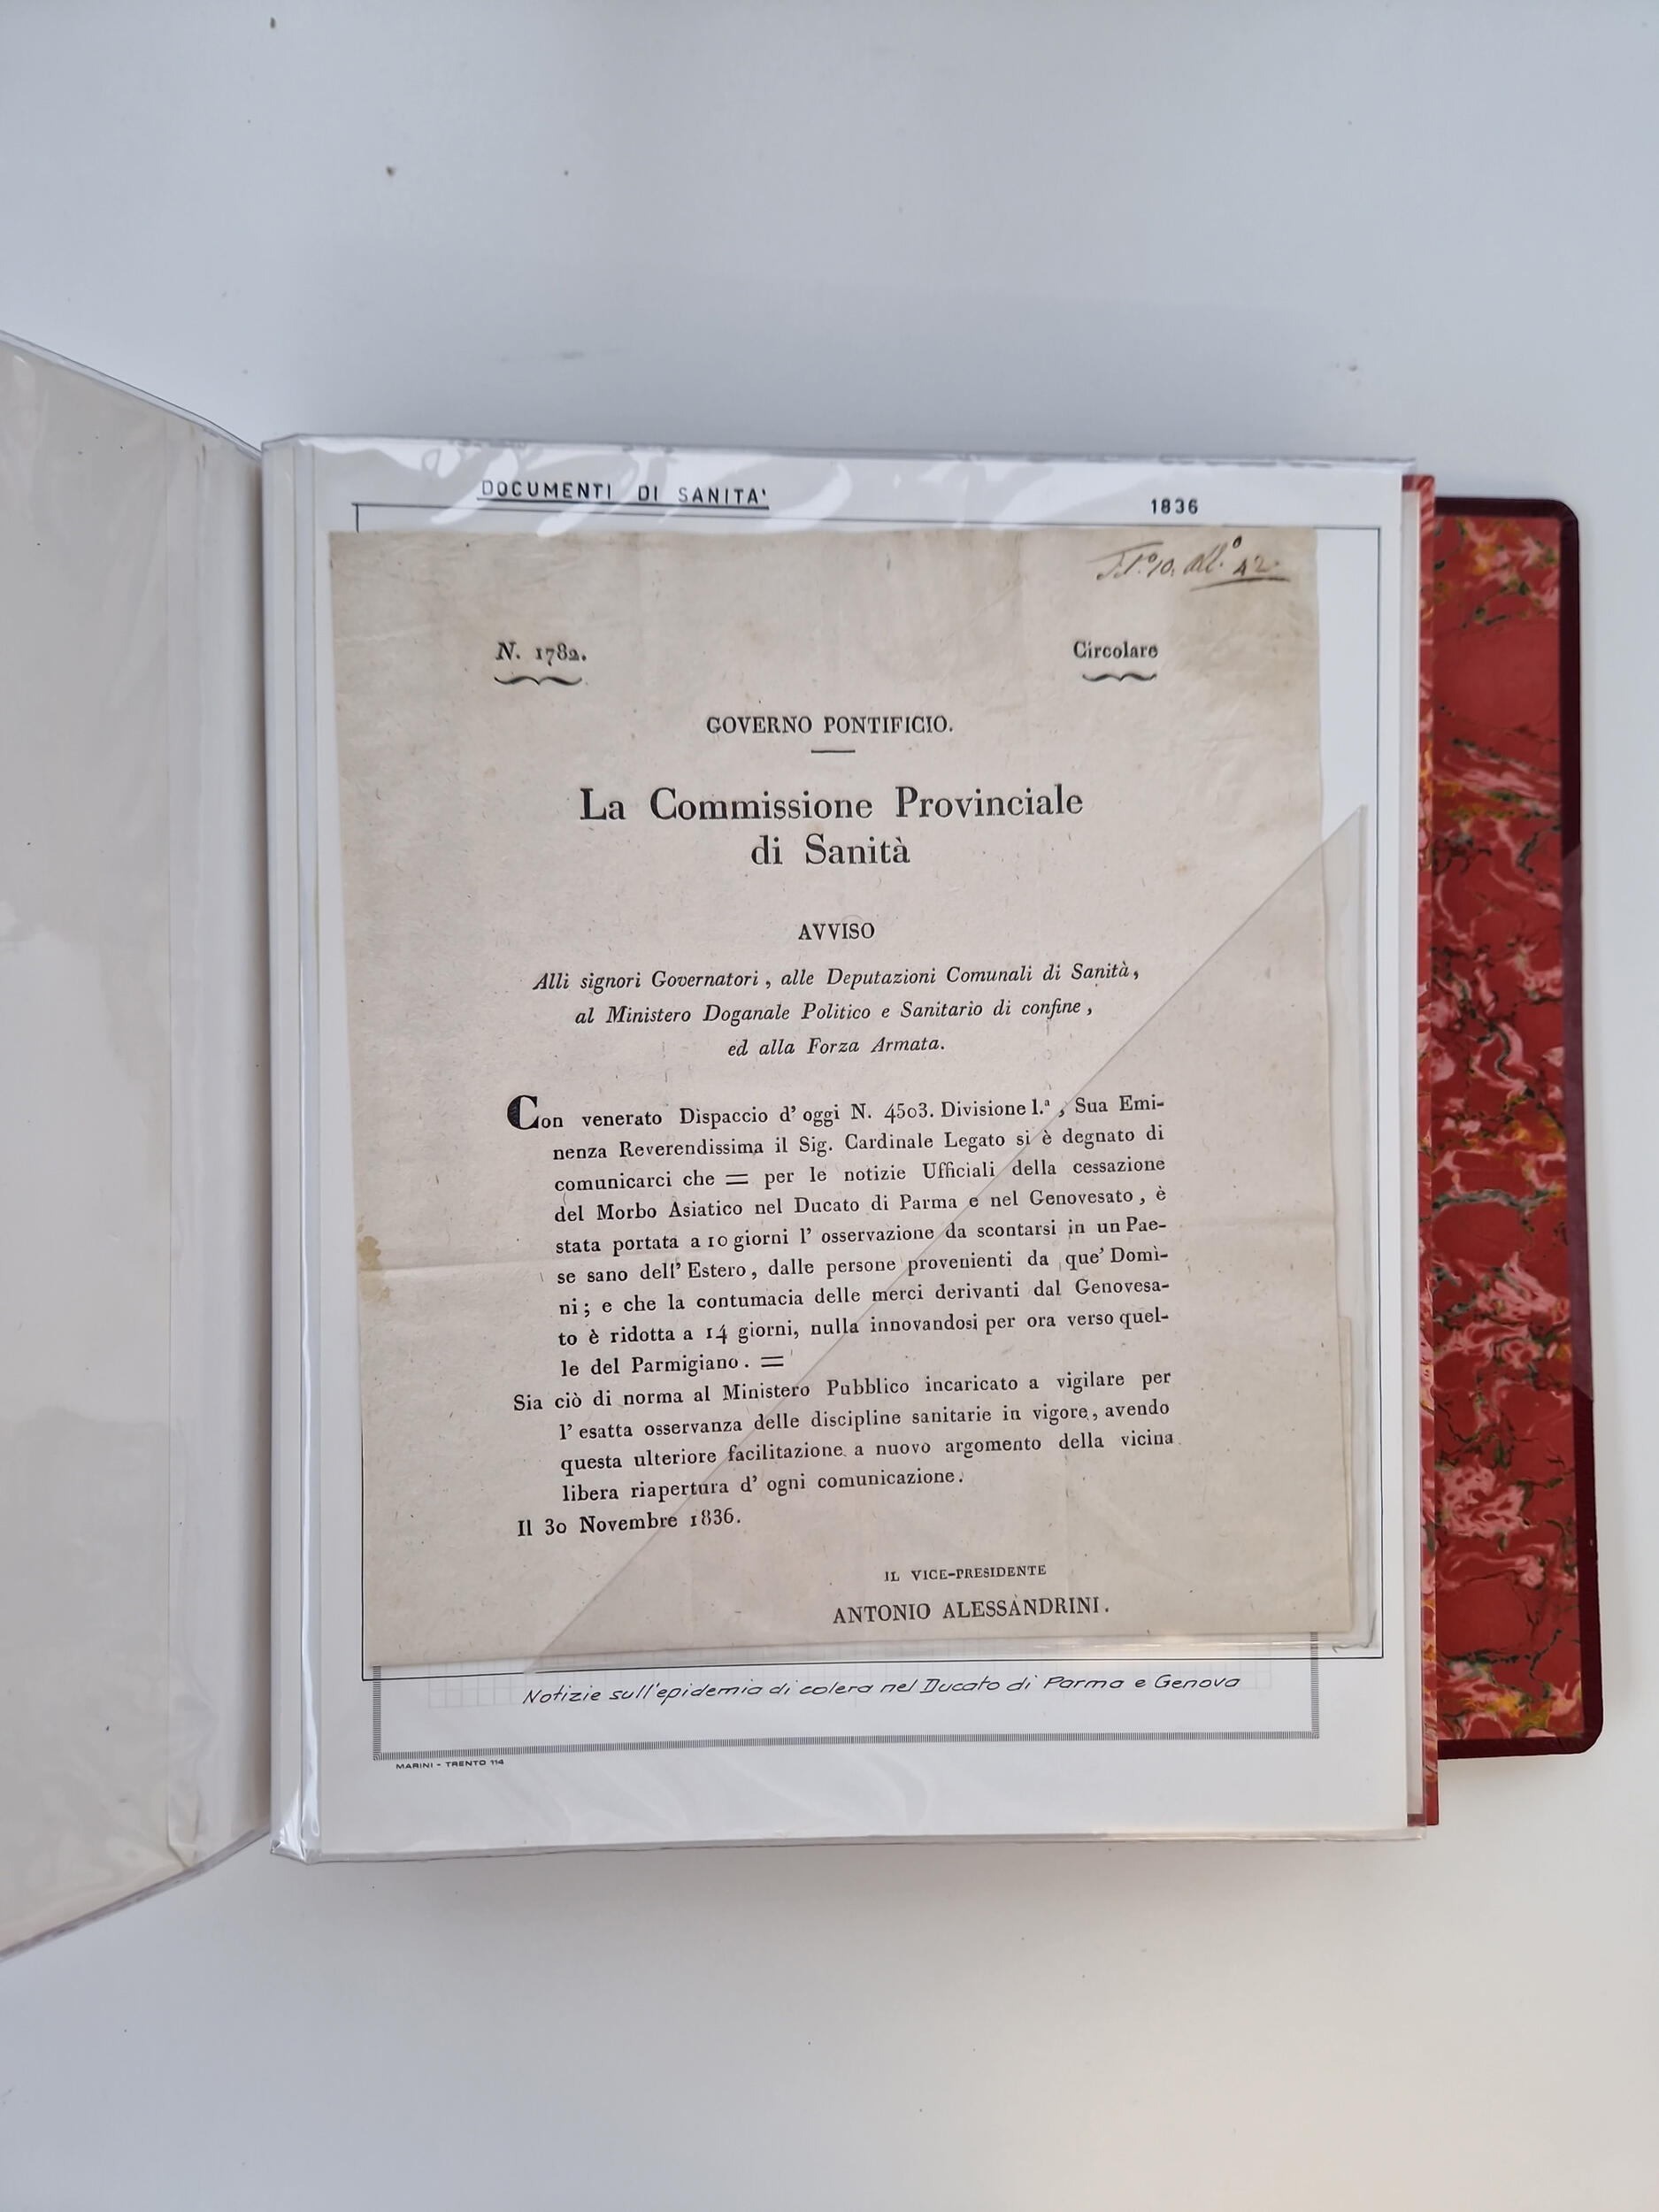 DOCUMENTI DI SANITA'
1836
N. 1782.
Circolare
GOVERNO PONTIFICIO.
La Commissione Provinciale
di Sanità
AVVISO
Alli signori Governatori, alle Deputazioni Comunali di Sanità,
al Ministero Doganale Politico e Sanitario di confine,
ed alla Forza Armata.
Con venerato Dispaccio d' oggi N. 4503. Divisione 1.ª, Sua Emi-
nenza Reverendissima il Sig. Cardinale Legato si è degnato di
comunicarci che = per le notizie Ufficiali della cessazione
del Morbo Asiatico nel Ducato di Parma e nel Genovesato, è
stata portata a 10 giorni l' osservazione da scontarsi in un Pae-
se sano dell' Estero, dalle persone provenienti da que' Domì-
ni; e che la contumacia delle merci derivanti dal Genovesa-
to è ridotta a 14 giorni, nulla innovandosi per ora verso quel-
le del Parmigiano. =
Sia ciò di norma al Ministero Pubblico incaricato a vigilare per
l' esatta osservanza delle discipline sanitarie in vigore, avendo
questa ulteriore facilitazione a nuovo argomento della vicina
libera riapertura d' ogni comunicazione.
Il 30 Novembre 1836.
IL VICE-PRESIDENTE
ANTONIO ALESSANDRINI.
Notizie sull'epidemia di colera nel Ducato di Parma e Genova
MARINI - TRENTO 114